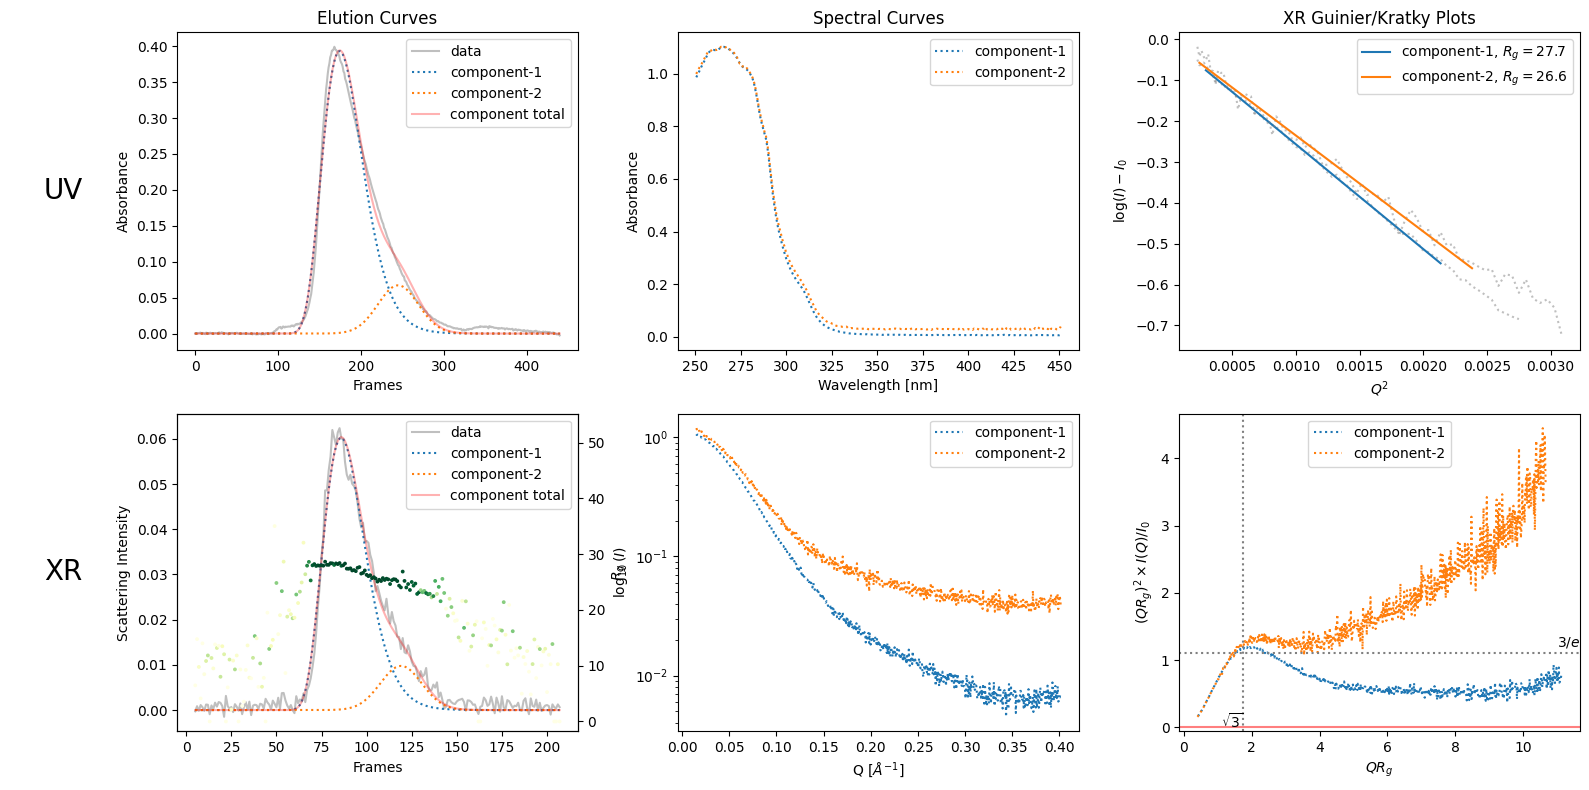 Elution Curves
Spectral Curves
XR Guinier/Kratky Plots
UV
Absorbance
0.40
0.35
0.30
0.25
0.20
0.15
0.10
0.05
0.00
data
component-1
component-2
component total
0 100 200 300 400
Frames
Absorbance
1.0
0.8
0.6
0.4
0.2
0.0
component-1
component-2
250 275 300 325 350 375 400 425 450
Wavelength [nm]
log(I) − I₀
0.0
−0.1
−0.2
−0.3
−0.4
−0.5
−0.6
−0.7
component-1, R_g = 27.7
component-2, R_g = 26.6
0.0005 0.0010 0.0015 0.0020 0.0025 0.0030
Q²
XR
Scattering Intensity
0.06
0.05
0.04
0.03
0.02
0.01
0.00
data
component-1
component-2
component total
50
40
30
20
10
0
R_g
0 25 50 75 100 125 150 175 200
Frames
log₁₀(I)
10⁰
10⁻¹
10⁻²
component-1
component-2
0.00 0.05 0.10 0.15 0.20 0.25 0.30 0.35 0.40
Q [Å⁻¹]
(QR_g)² × I(Q)/I₀
4
3
2
1
0
component-1
component-2
3/e
√3
0 2 4 6 8 10
QR_g